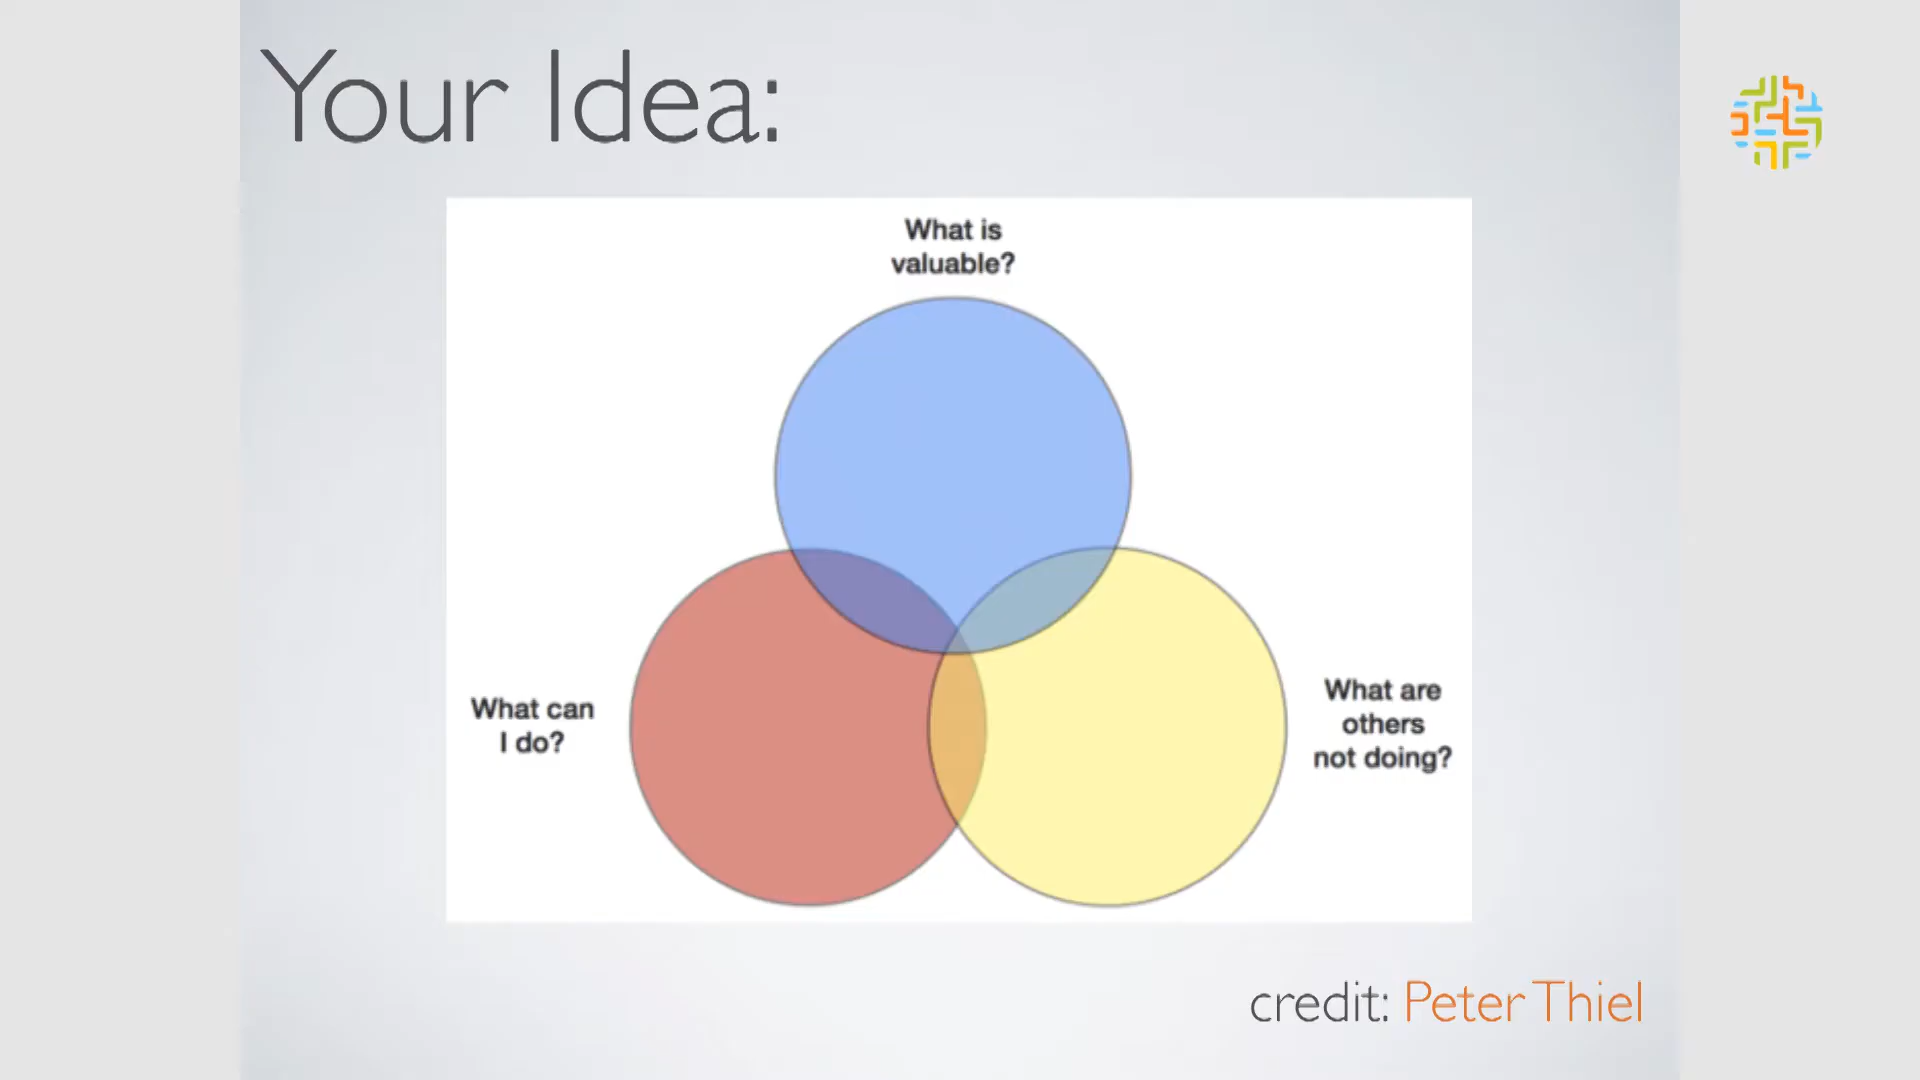 Your Idea:
What is
valuable?
What can
I do?
What are
others
not doing?
credit: Peter Thiel